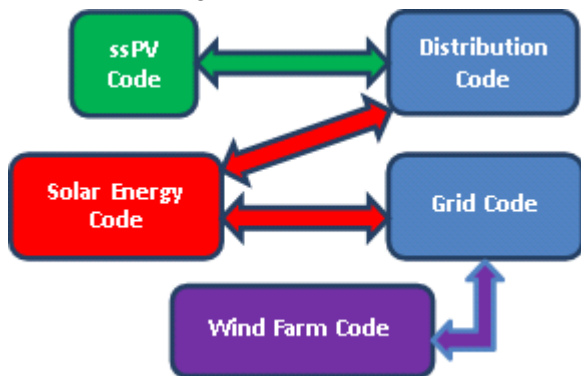 ssPV
Code
Distribution
Code
Solar Energy
Code
Grid Code
Wind Farm Code